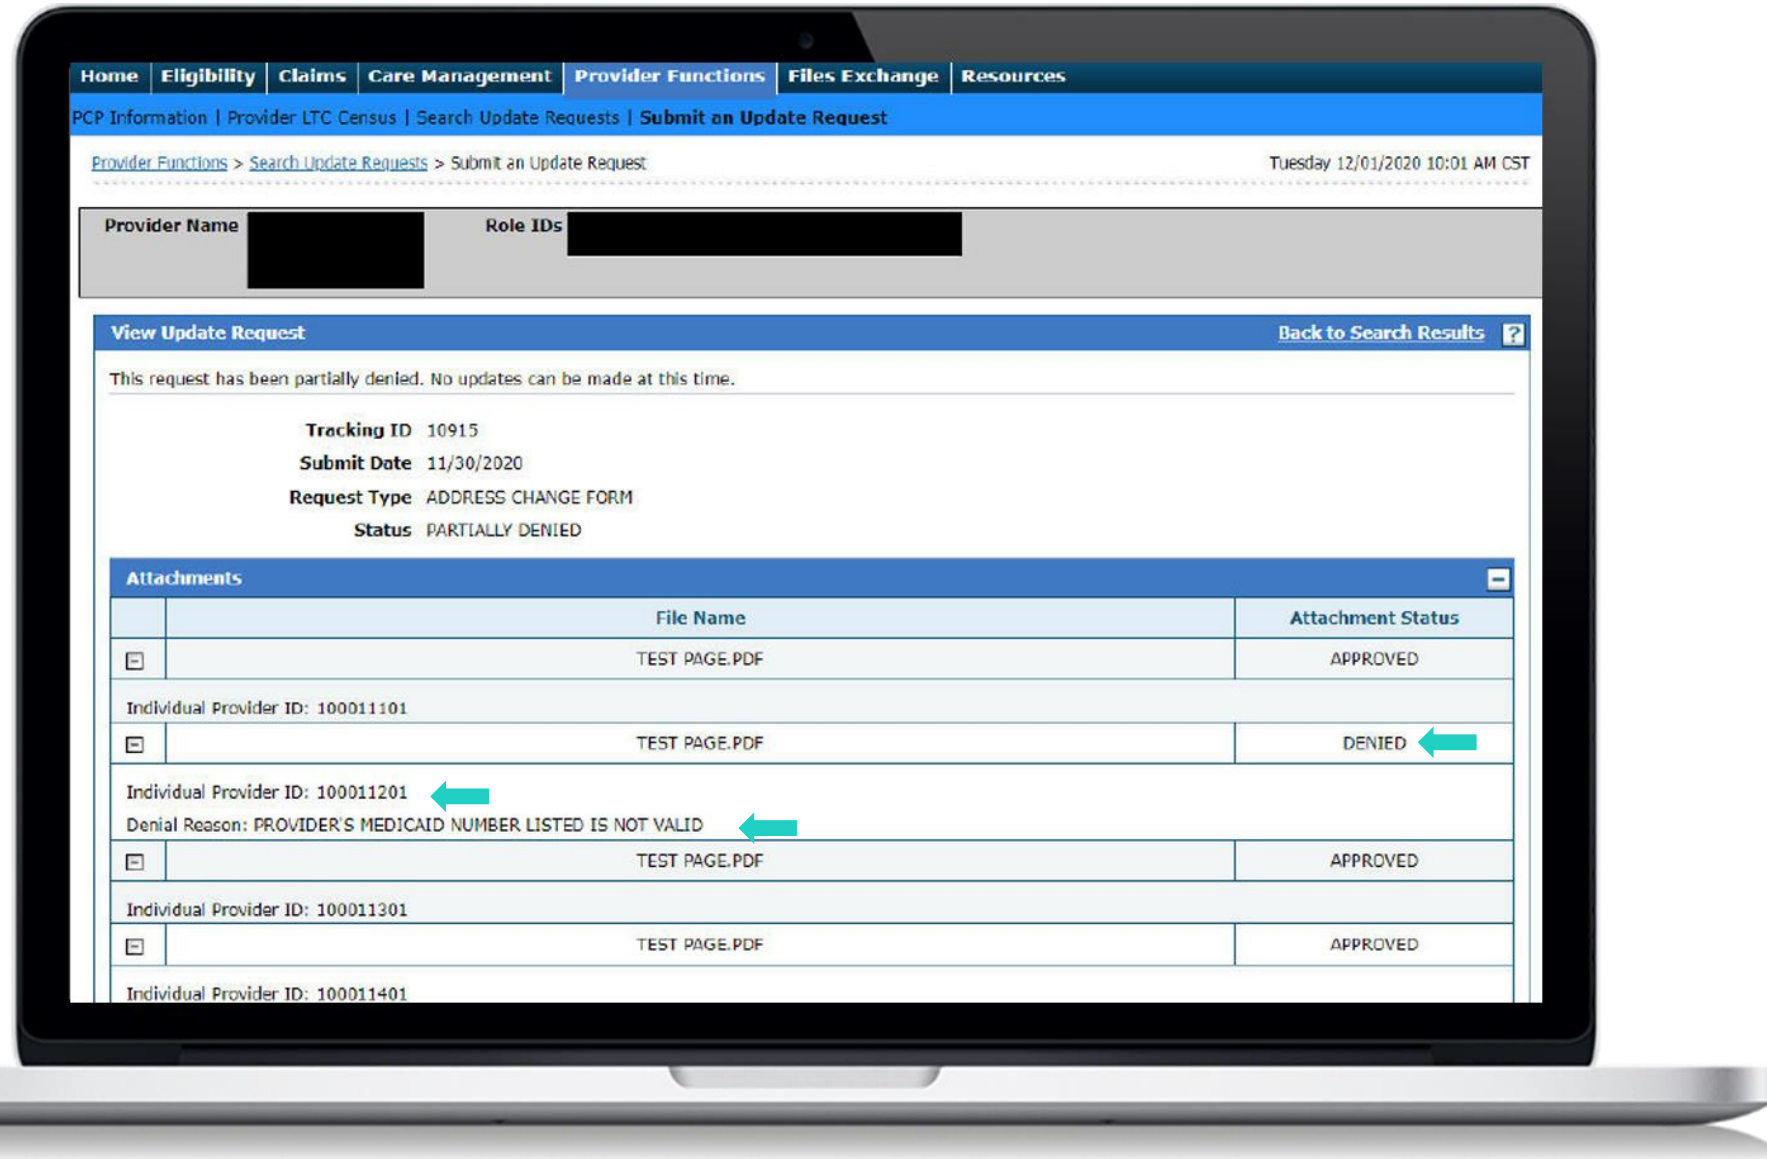 Home Eligibility Claims Care Management Provider Functions Files Exchange Resources
PCP Information | Provider LTC Census | Search Update Requests | Submit an Update Request
Provider Functions > Search Update Requests > Submit an Update Request Tuesday 12/01/2020 10:01 AM CST
Provider Name Role IDs
View Update Request Back to Search Results ?
This request has been partially denied. No updates can be made at this time.
Tracking ID 10915
Submit Date 11/30/2020
Request Type ADDRESS CHANGE FORM
Status PARTIALLY DENIED
Attachments
File Name Attachment Status
TEST PAGE.PDF APPROVED
Individual Provider ID: 100011101
TEST PAGE.PDF DENIED
Individual Provider ID: 100011201
Denial Reason: PROVIDER'S MEDICAID NUMBER LISTED IS NOT VALID
TEST PAGE.PDF APPROVED
Individual Provider ID: 100011301
TEST PAGE.PDF APPROVED
Individual Provider ID: 100011401